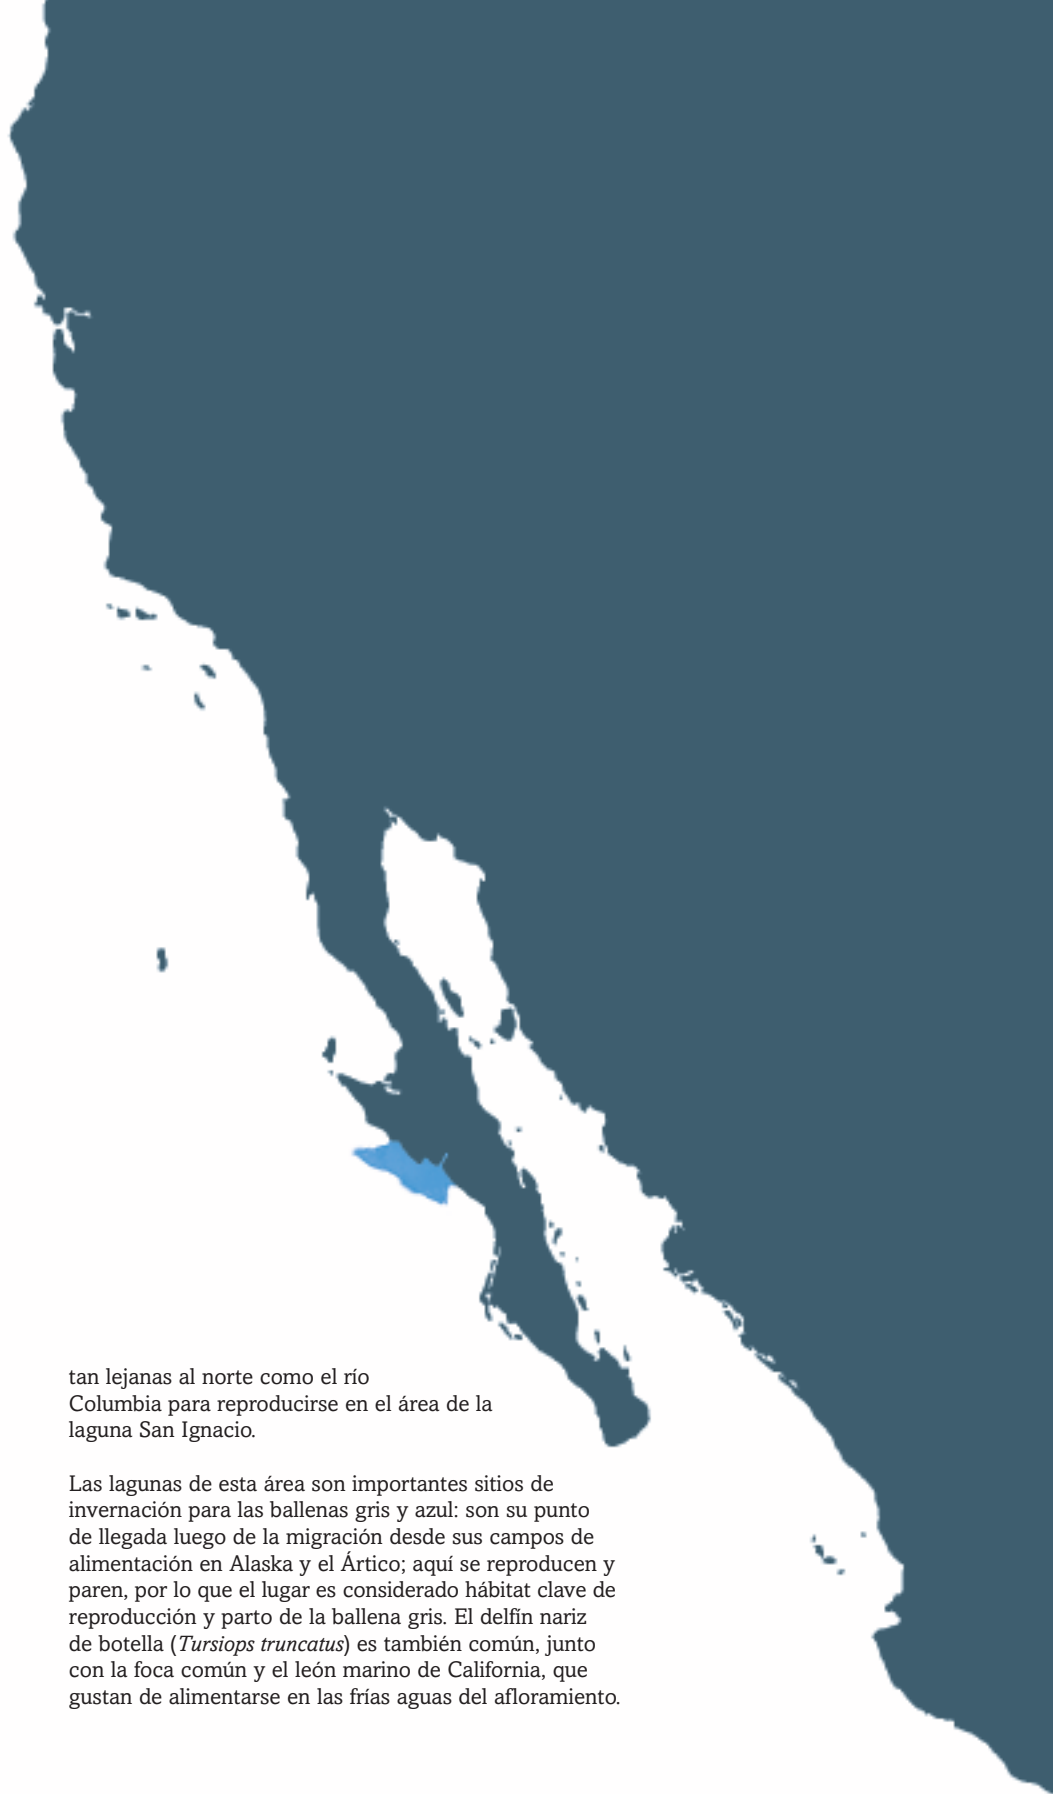 tan lejanas al norte como el río
Columbia para reproducirse en el área de la
laguna San Ignacio.
Las lagunas de esta área son importantes sitios de
invernación para las ballenas gris y azul: son su punto
de llegada luego de la migración desde sus campos de
alimentación en Alaska y el Ártico; aquí se reproducen y
paren, por lo que el lugar es considerado hábitat clave de
reproducción y parto de la ballena gris. El delfín nariz
de botella (Tursiops truncatus) es también común, junto
con la foca común y el león marino de California, que
gustan de alimentarse en las frías aguas del afloramiento.